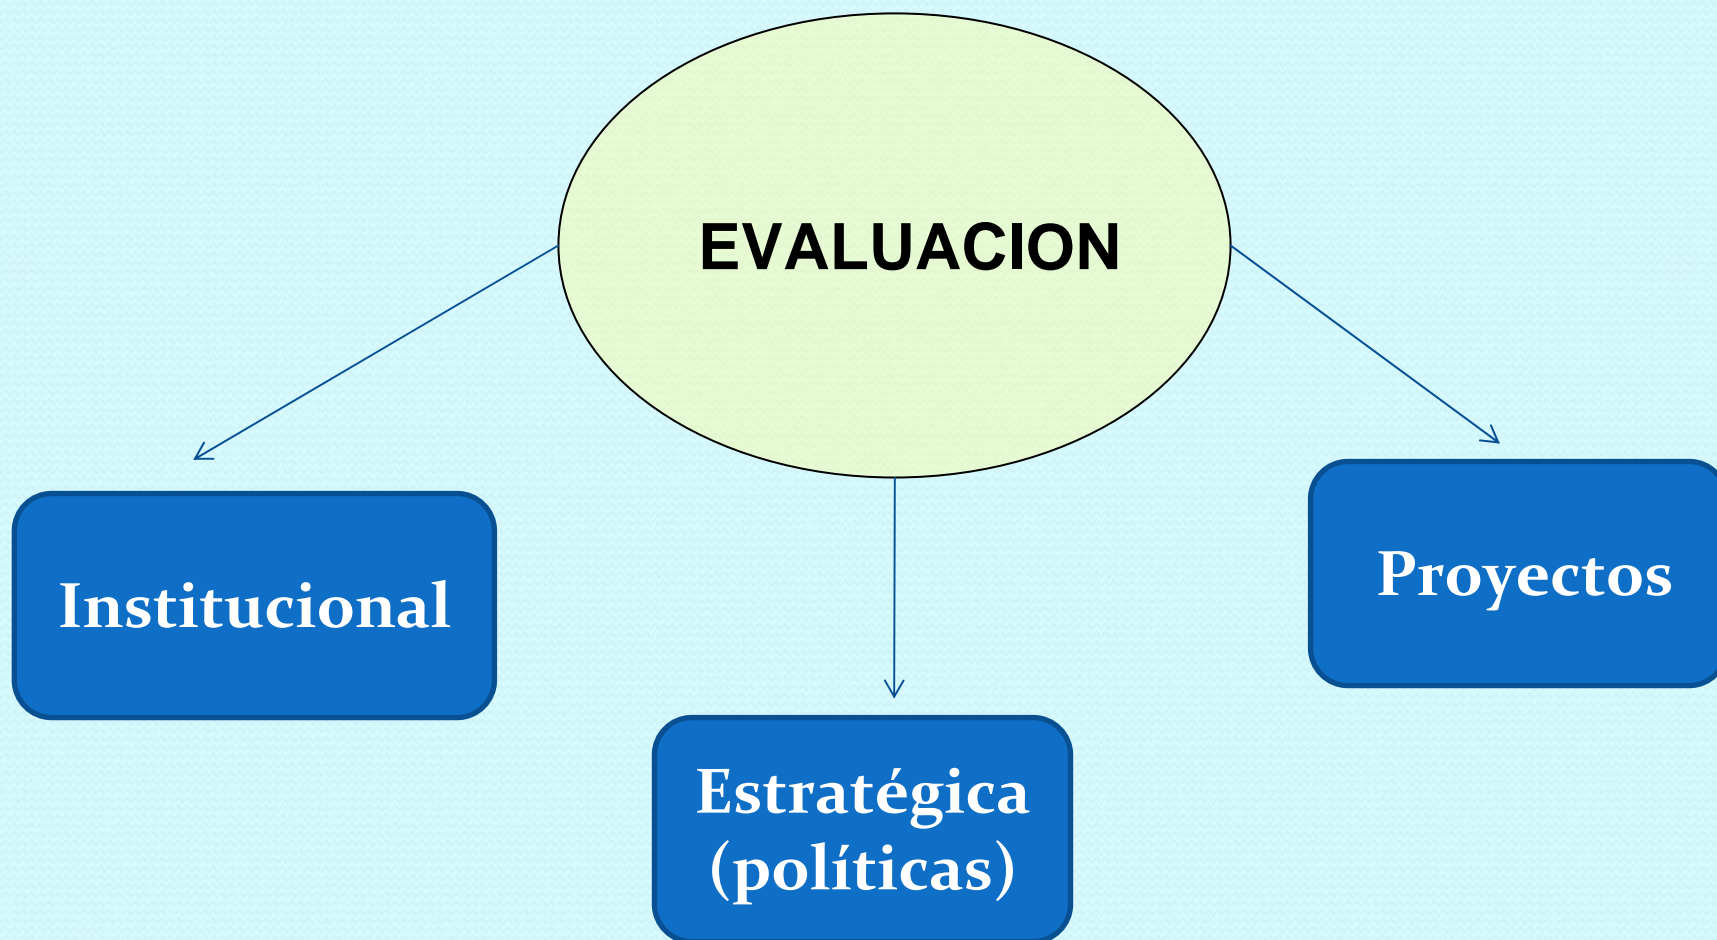 EVALUACION
Institucional
Proyectos
Estratégica
(políticas)